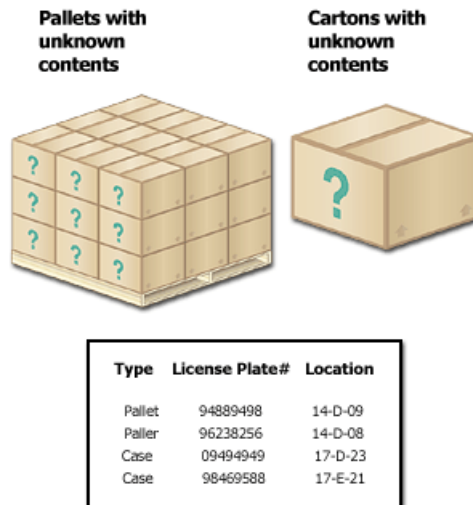 Pallets with
unknown
contents
Cartons with
unknown
contents
?
?
?
?
?
?
?
?
?
?
Type License Plate# Location
Pallet 94889498 14-D-09
Paller 96238256 14-D-08
Case 09494949 17-D-23
Case 98469588 17-E-21